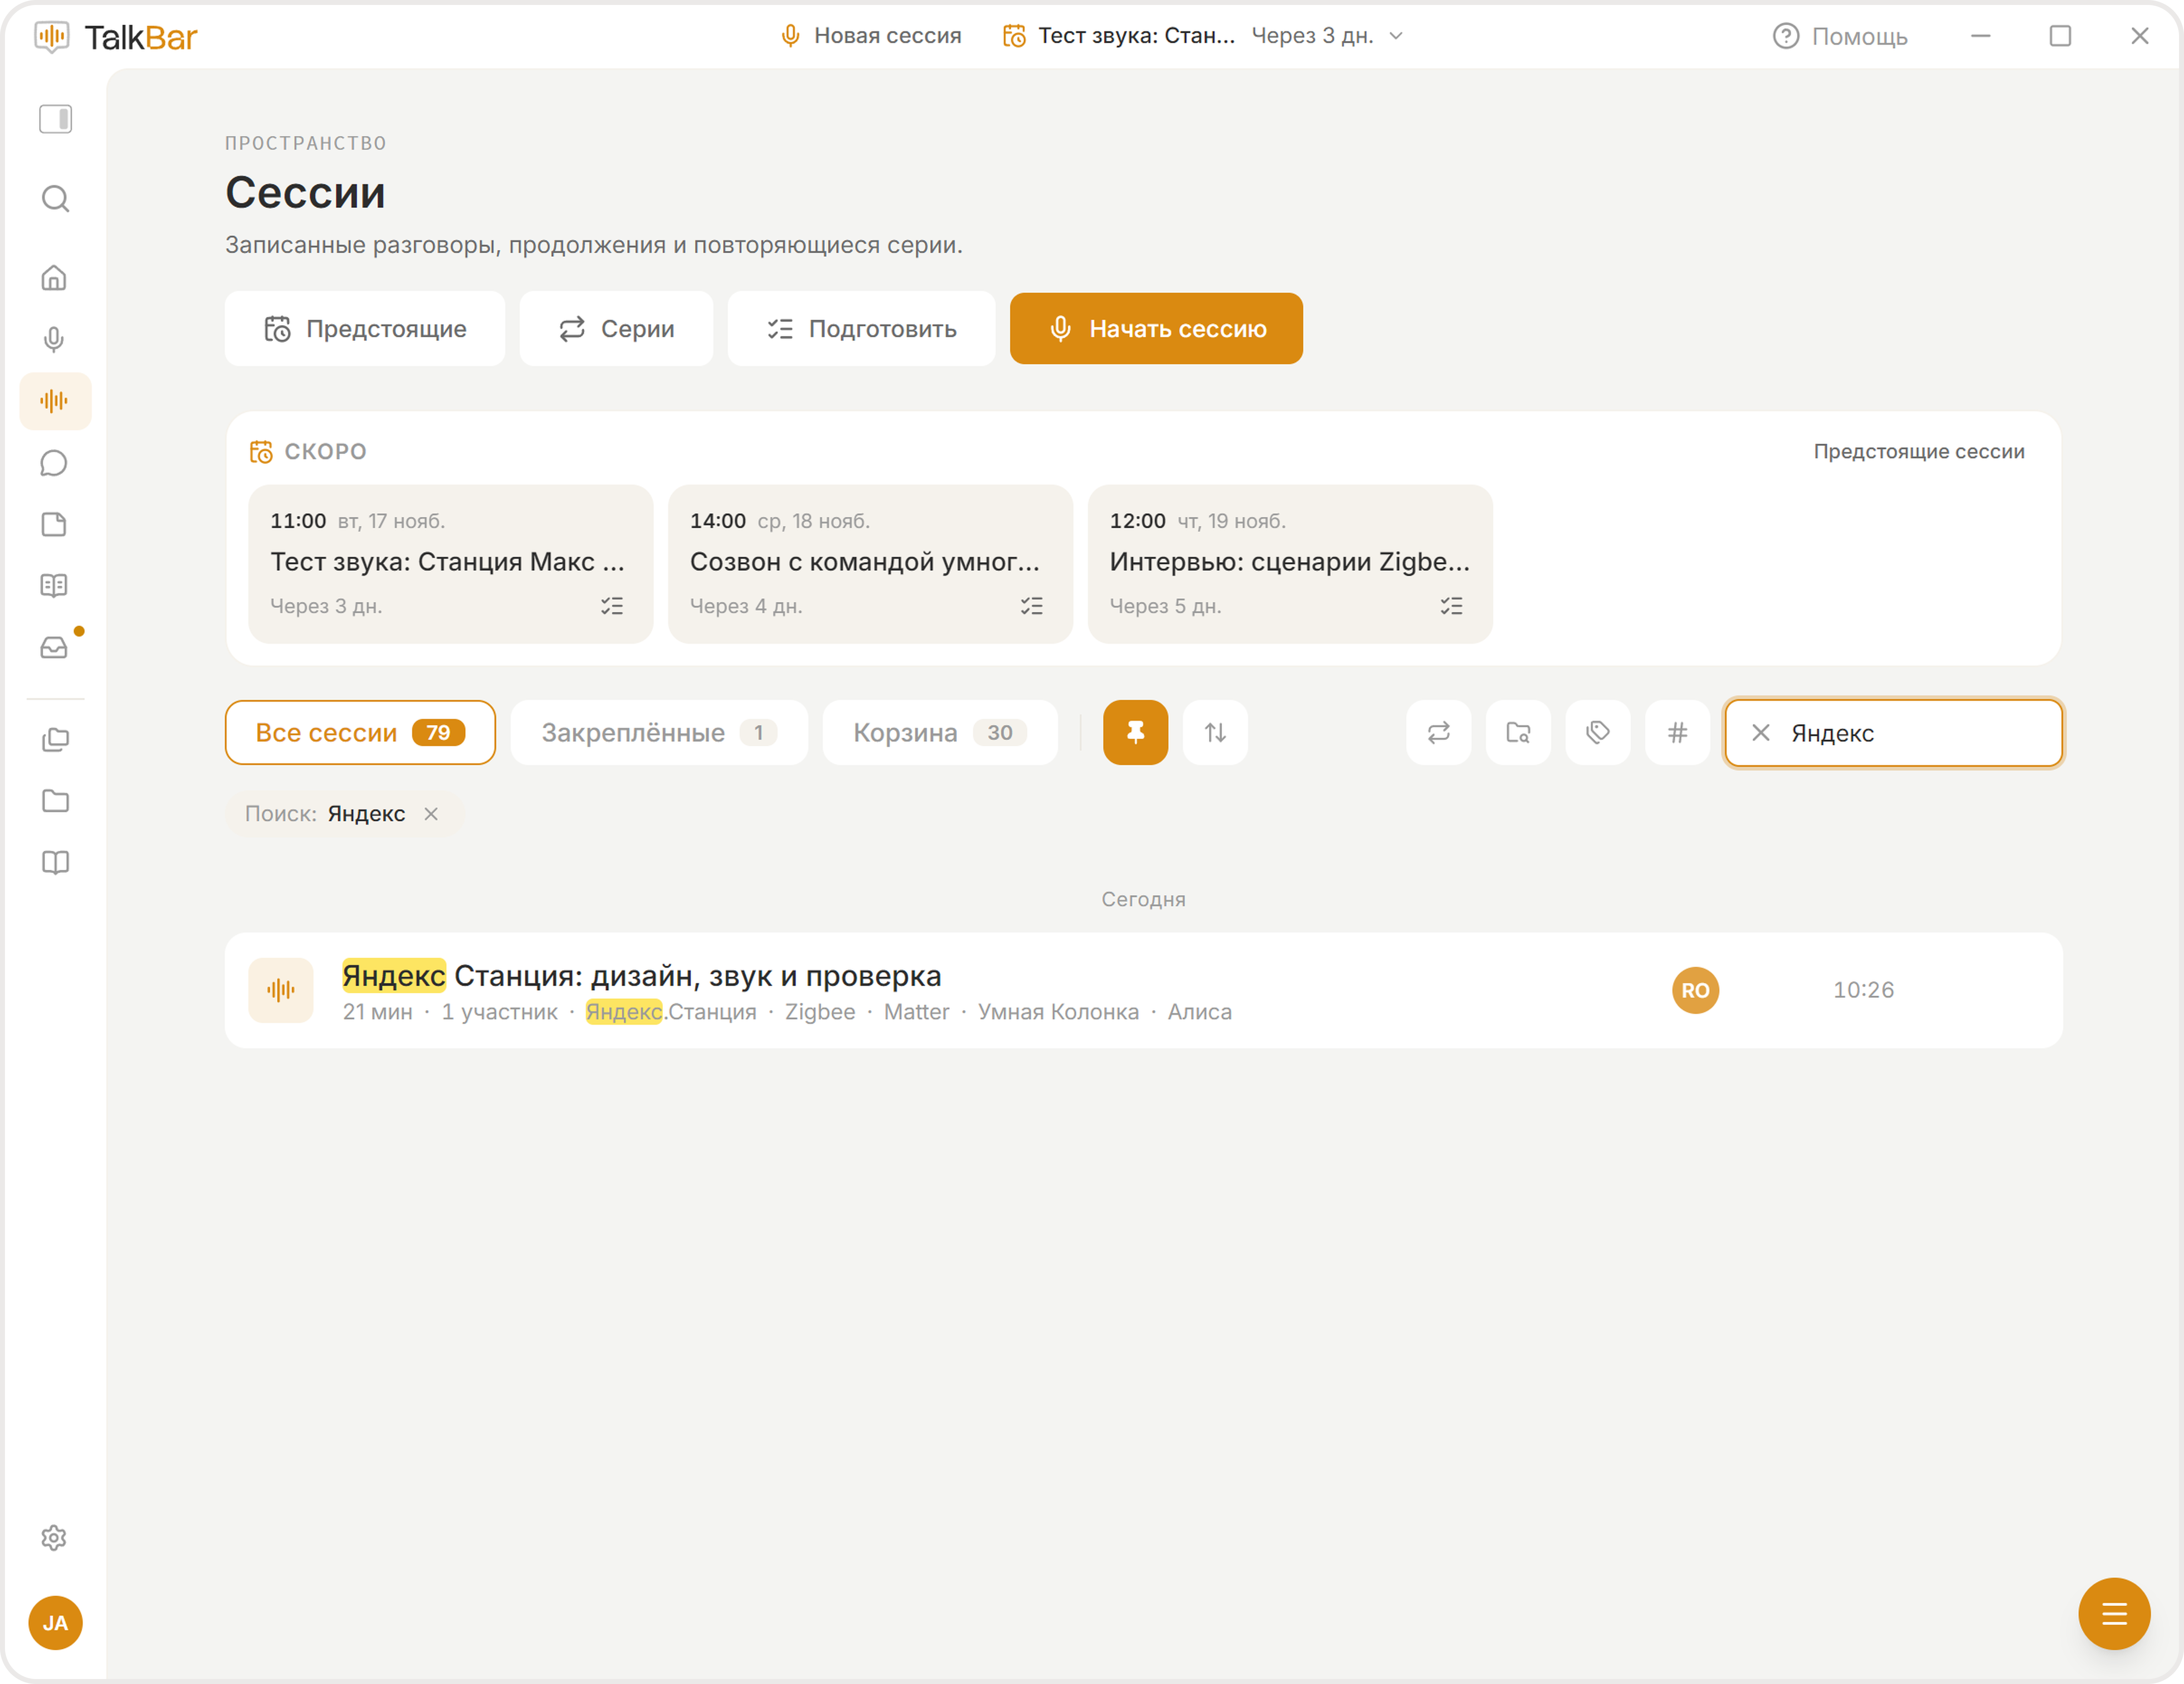 TalkBar
Новая сессия
Тест звука: Стан... Через 3 дн.
Помощь
ПРОСТРАНСТВО
Сессии
Записанные разговоры, продолжения и повторяющиеся серии.
Предстоящие
Серии
Подготовить
Начать сессию
СКОРО
Предстоящие сессии
11:00 вт, 17 нояб.
Тест звука: Станция Макс ...
Через 3 дн.
14:00 ср, 18 нояб.
Созвон с командой умног...
Через 4 дн.
12:00 чт, 19 нояб.
Интервью: сценарии Zigbe...
Через 5 дн.
Все сессии 79
Закреплённые 1
Корзина 30
Яндекс
Поиск: Яндекс
Сегодня
Яндекс Станция: дизайн, звук и проверка
21 мин · 1 участник · Яндекс.Станция · Zigbee · Matter · Умная Колонка · Алиса
RO
10:26
JA